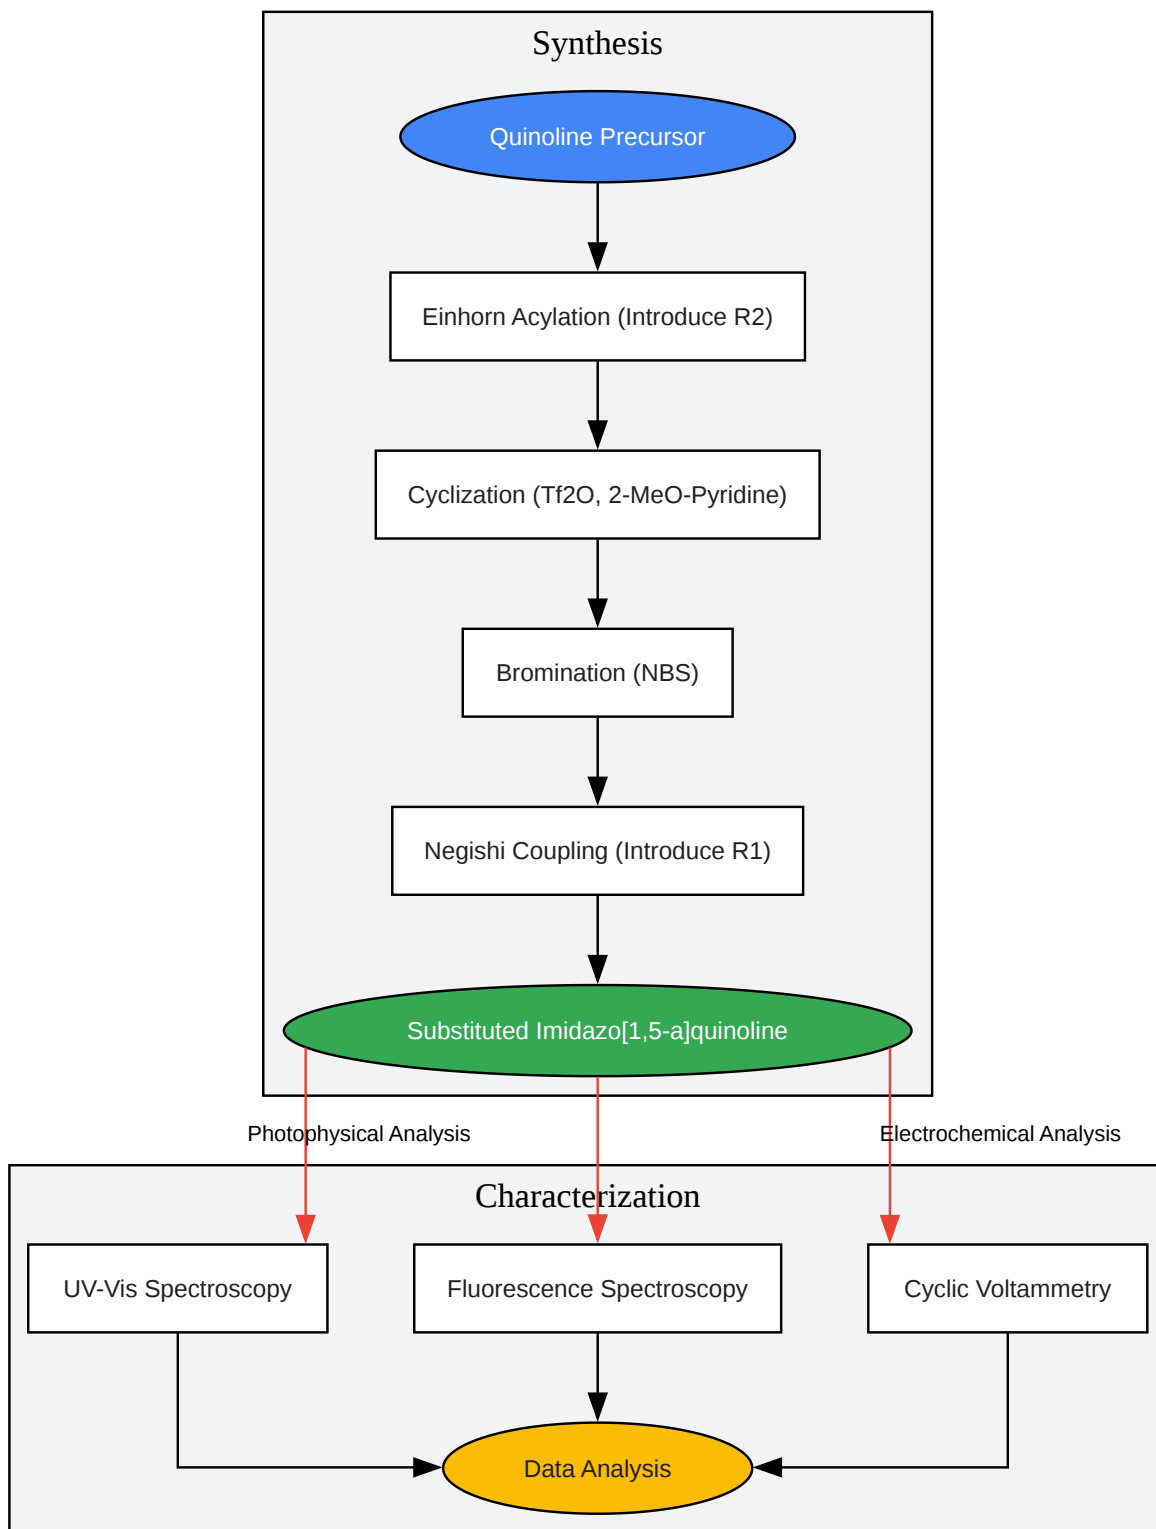 Synthesis
Quinoline Precursor
Einhorn Acylation (Introduce R2)
Cyclization (Tf2O, 2-MeO-Pyridine)
Bromination (NBS)
Negishi Coupling (Introduce R1)
Substituted Imidazo[1,5-a]quinoline
Photophysical Analysis
Electrochemical Analysis
Characterization
UV-Vis Spectroscopy
Fluorescence Spectroscopy
Cyclic Voltammetry
Data Analysis